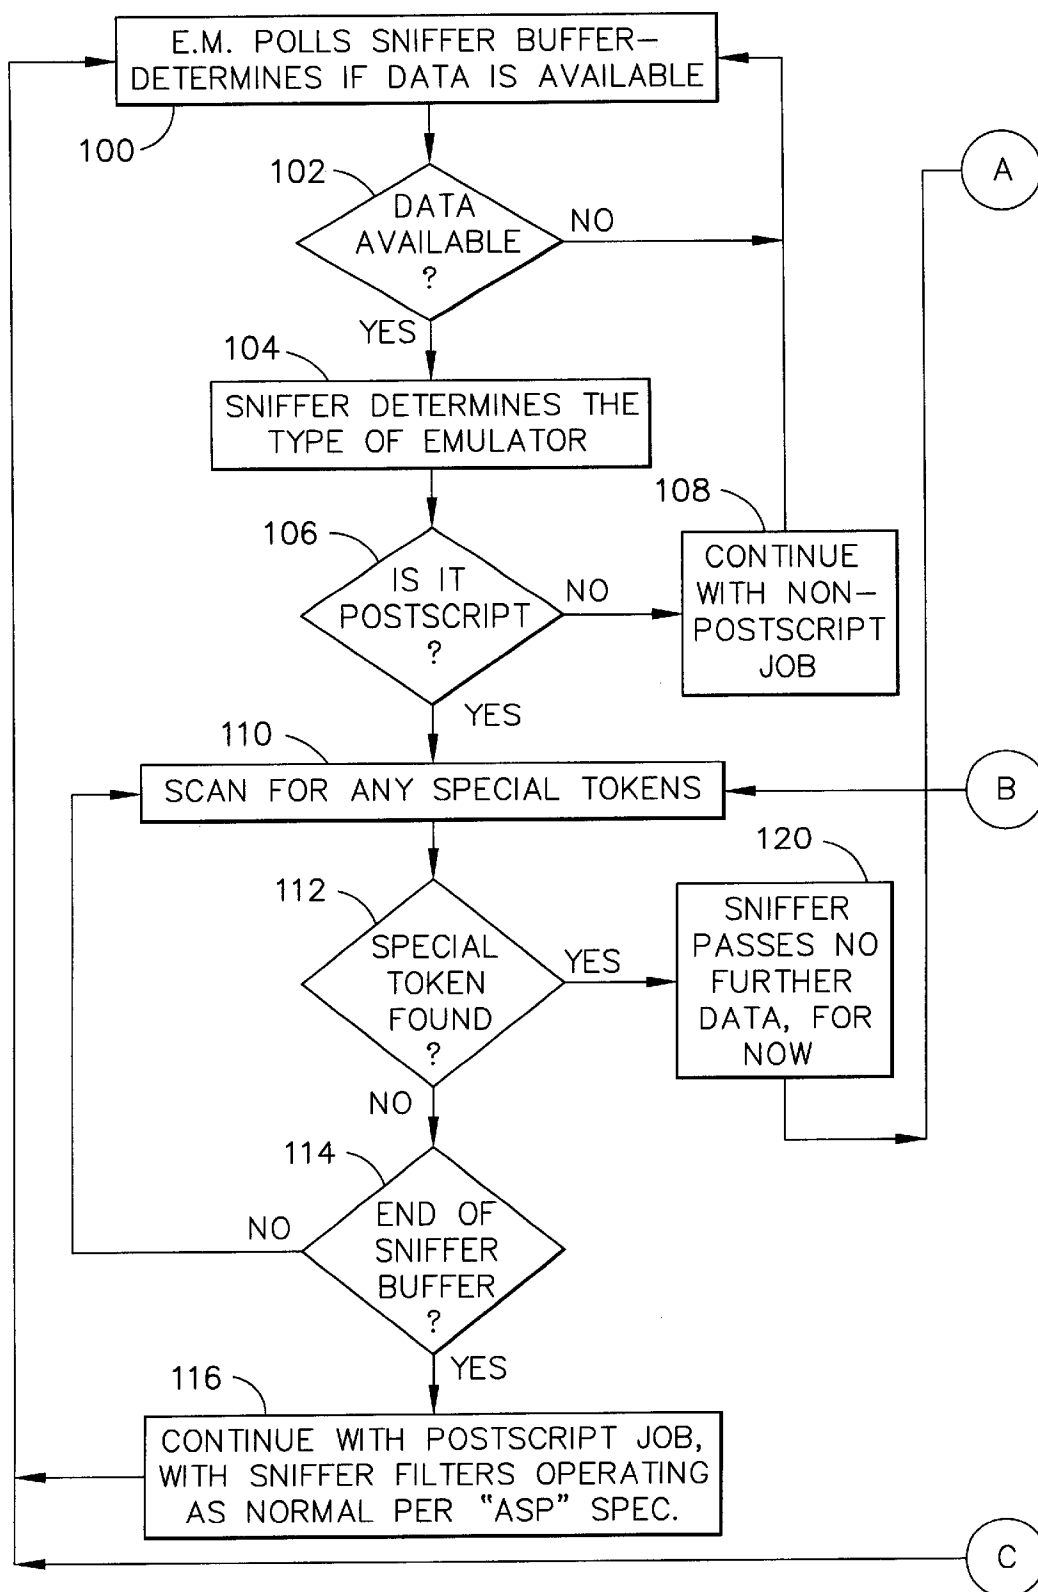 E.M. POLLS SNIFFER BUFFER–
DETERMINES IF DATA IS AVAILABLE
100
A
102
DATA
AVAILABLE
?
NO
YES
104
SNIFFER DETERMINES THE
TYPE OF EMULATOR
108
106
IS IT
POSTSCRIPT
?
NO
CONTINUE
WITH NON–
POSTSCRIPT
JOB
YES
110
SCAN FOR ANY SPECIAL TOKENS
B
120
112
SPECIAL
TOKEN
FOUND
?
YES
SNIFFER
PASSES NO
FURTHER
DATA, FOR
NOW
NO
114
END OF
SNIFFER
BUFFER
?
NO
YES
116
CONTINUE WITH POSTSCRIPT JOB,
WITH SNIFFER FILTERS OPERATING
AS NORMAL PER "ASP" SPEC.
C